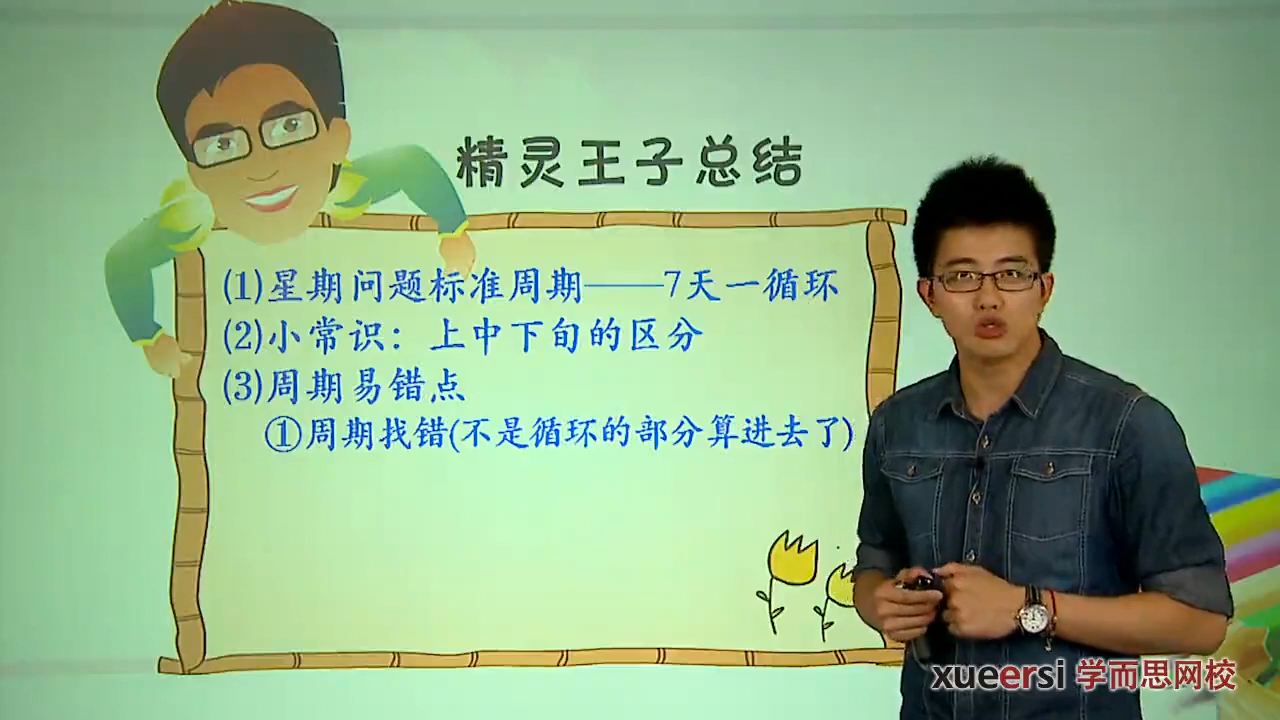 精灵王子总结
(1)星期问题标准周期——7天一循环
(2)小常识：上中下旬的区分
(3)周期易错点
①周期找错(不是循环的部分算进去了)
xueersi 学而思网校